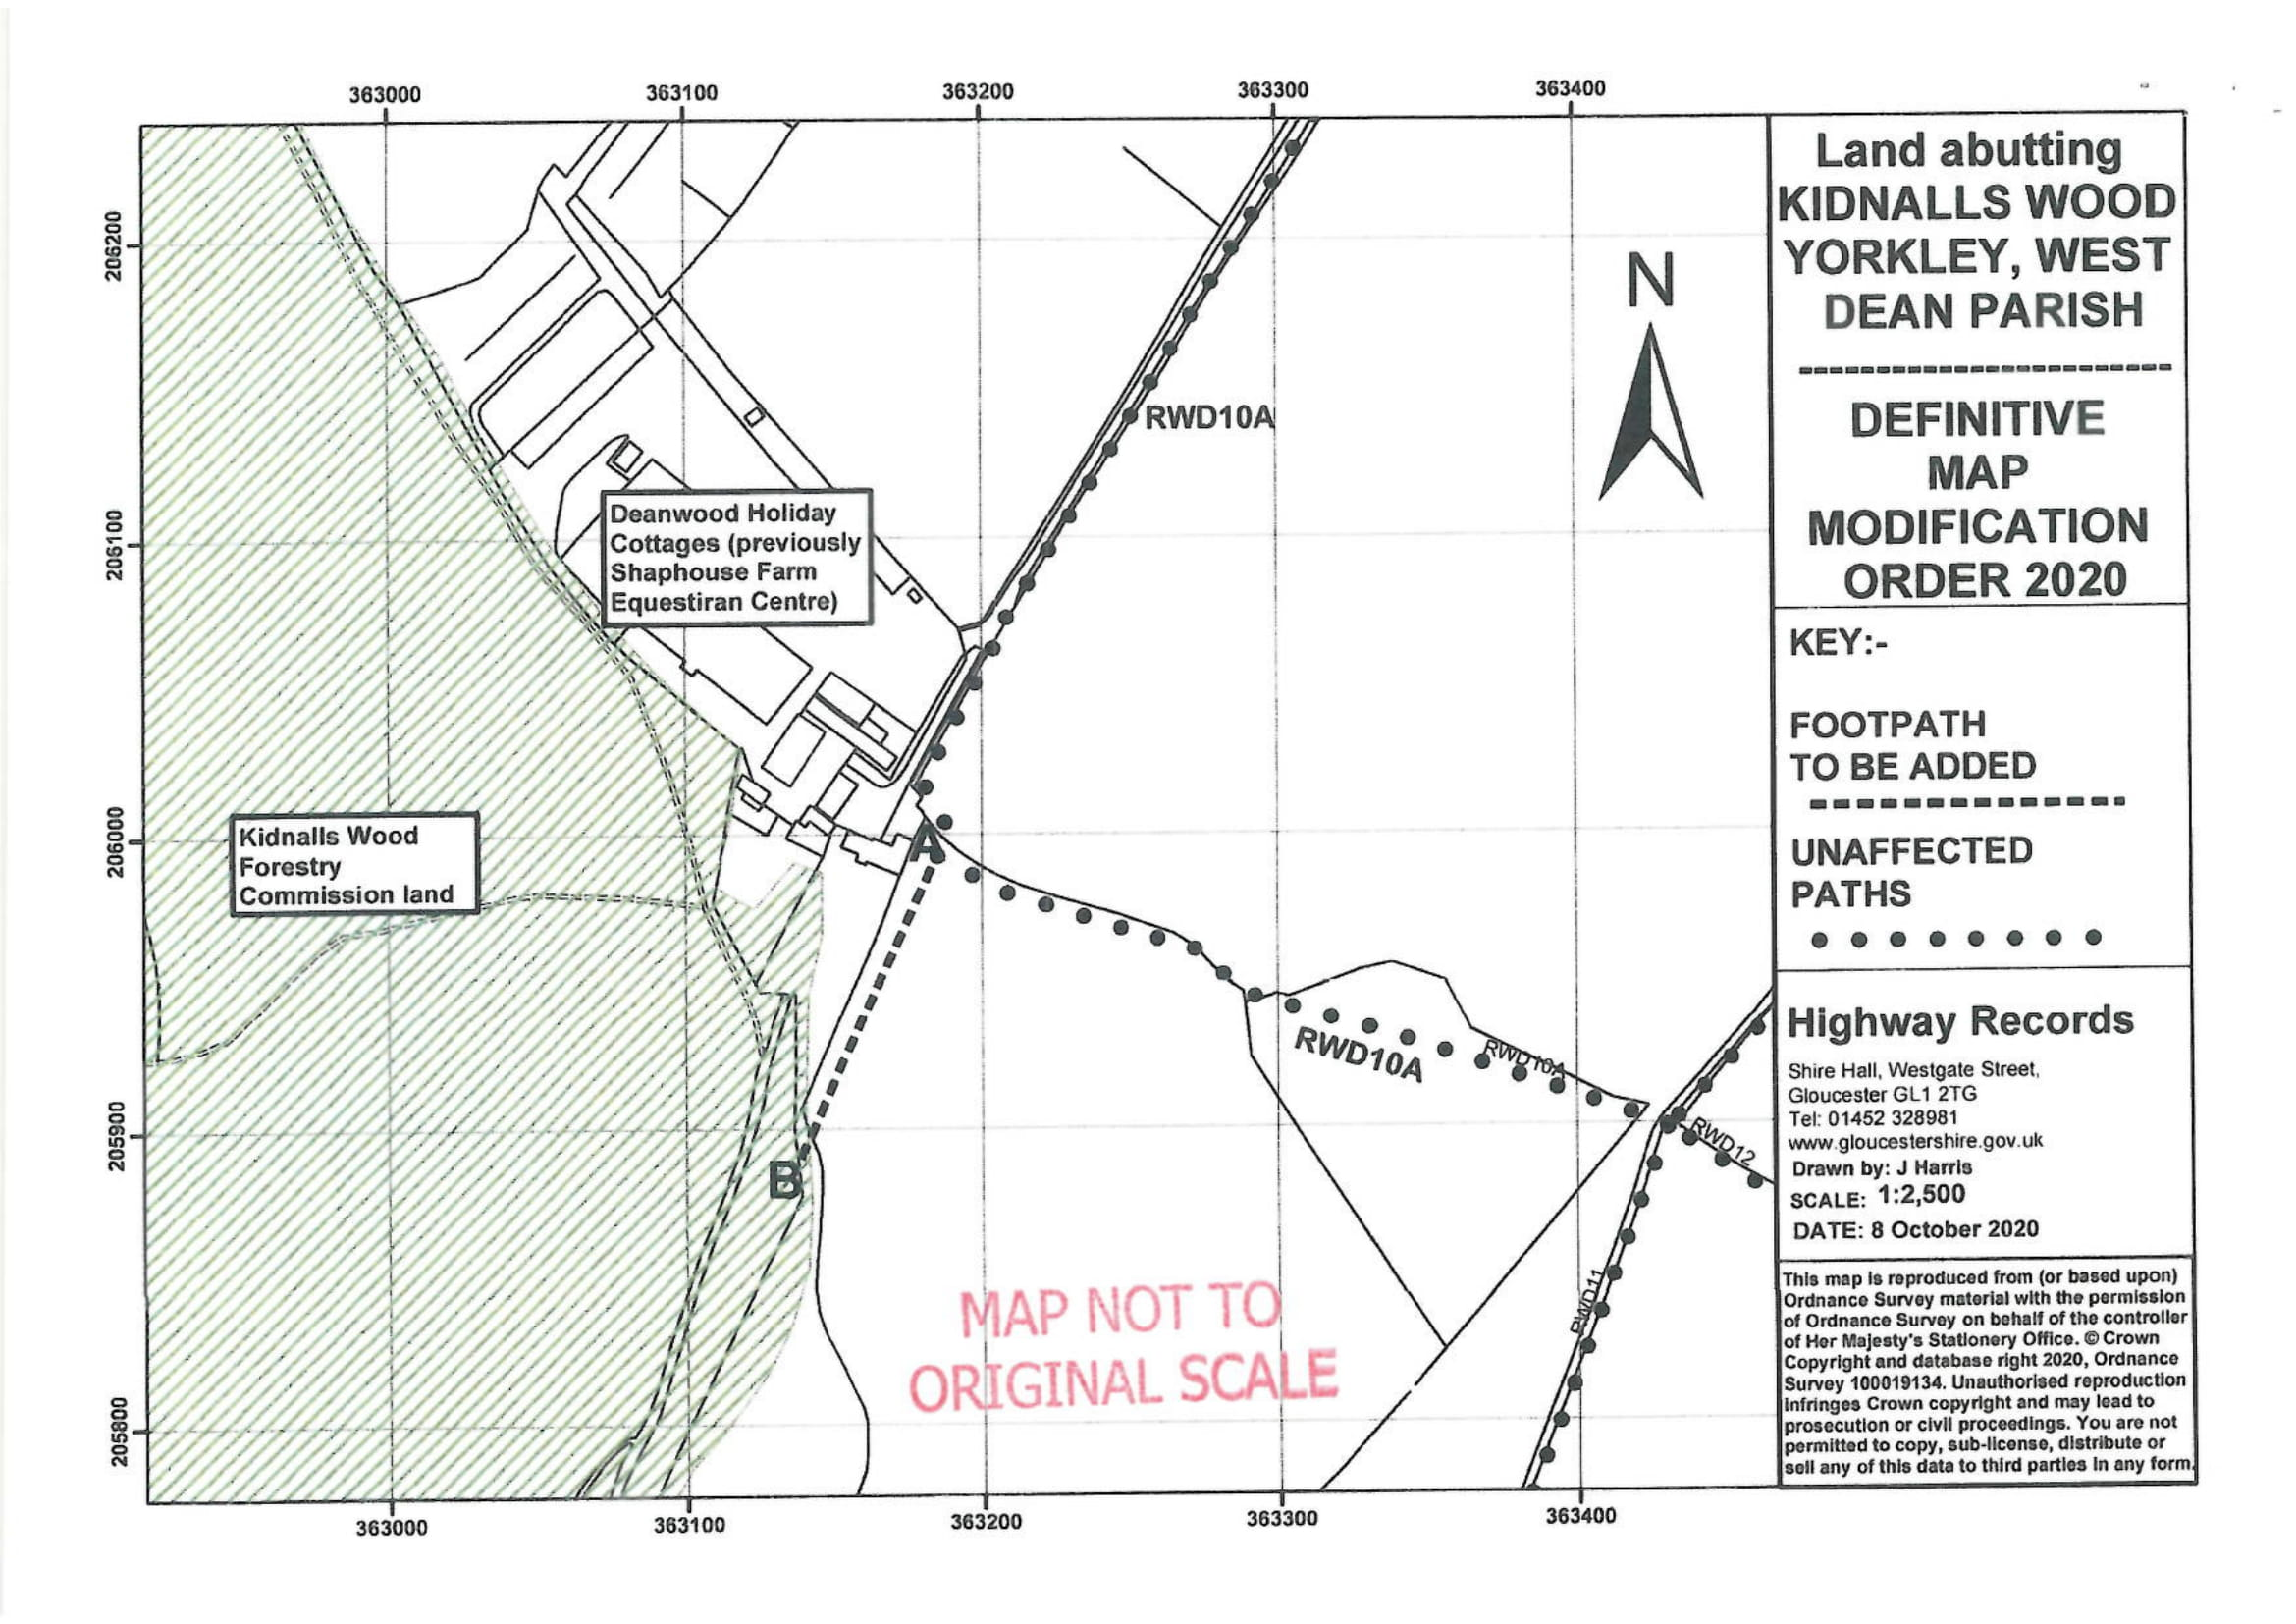 363000 363100 363200 363300 363400
206200
206100
206000
205900
205800
RWD10A
Deanwood Holiday
Cottages (previously
Shaphouse Farm
Equestiran Centre)
Kidnalls Wood
Forestry
Commission land
A
B
RWD10A
RWD10A
RWD12
RWD11
N
MAP NOT TO
ORIGINAL SCALE
363000 363100 363200 363300 363400
Land abutting
KIDNALLS WOOD
YORKLEY, WEST
DEAN PARISH
DEFINITIVE
MAP
MODIFICATION
ORDER 2020
KEY:-
FOOTPATH
TO BE ADDED
UNAFFECTED
PATHS
Highway Records
Shire Hall, Westgate Street,
Gloucester GL1 2TG
Tel: 01452 328981
www.gloucestershire.gov.uk
Drawn by: J Harris
SCALE: 1:2,500
DATE: 8 October 2020
This map is reproduced from (or based upon)
Ordnance Survey material with the permission
of Ordnance Survey on behalf of the controller
of Her Majesty's Stationery Office. © Crown
Copyright and database right 2020, Ordnance
Survey 100019134. Unauthorised reproduction
infringes Crown copyright and may lead to
prosecution or civil proceedings. You are not
permitted to copy, sub-license, distribute or
sell any of this data to third parties in any form.